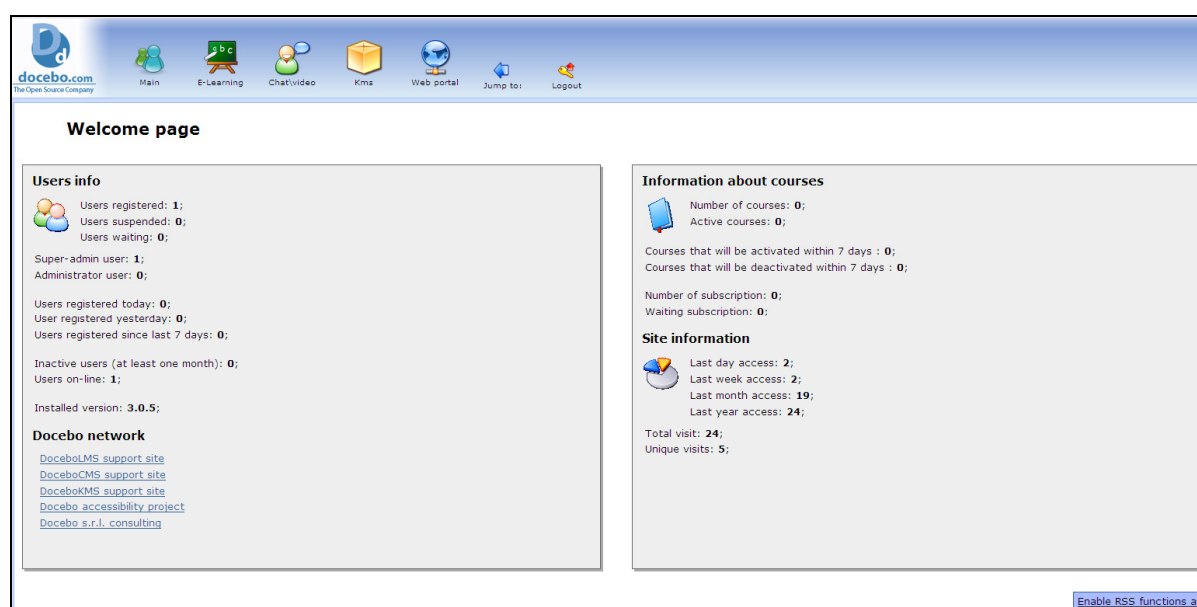 docebo.com
The Open Source Company
Main
E-Learning
Chat\video
Kms
Web portal
Jump to:
Logout
Welcome page
Users info
Users registered: 1;
Users suspended: 0;
Users waiting: 0;
Super-admin user: 1;
Administrator user: 0;
Users registered today: 0;
User registered yesterday: 0;
Users registered since last 7 days: 0;
Inactive users (at least one month): 0;
Users on-line: 1;
Installed version: 3.0.5;
Docebo network
DoceboLMS support site
DoceboCMS support site
DoceboKMS support site
Docebo accessibility project
Docebo s.r.l. consulting
Information about courses
Number of courses: 0;
Active courses: 0;
Courses that will be activated within 7 days : 0;
Courses that will be deactivated within 7 days : 0;
Number of subscription: 0;
Waiting subscription: 0;
Site information
Last day access: 2;
Last week access: 2;
Last month access: 19;
Last year access: 24;
Total visit: 24;
Unique visits: 5;
Enable RSS functions a